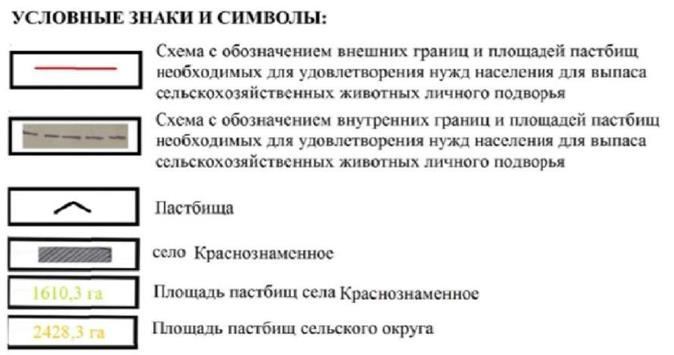 УСЛОВНЫЕ ЗНАКИ И СИМВОЛЫ:
Схема с обозначением внешних границ и площадей пастбищ
необходимых для удовлетворения нужд населения для выпаса
сельскохозяйственных животных личного подворья
Схема с обозначением внутренних границ и площадей пастбищ
необходимых для удовлетворения нужд населения для выпаса
сельскохозяйственных животных личного подворья
Пастбища
село Краснознаменное
1610,3 га Площадь пастбищ села Краснознаменное
2428,3 га Площадь пастбищ сельского округа